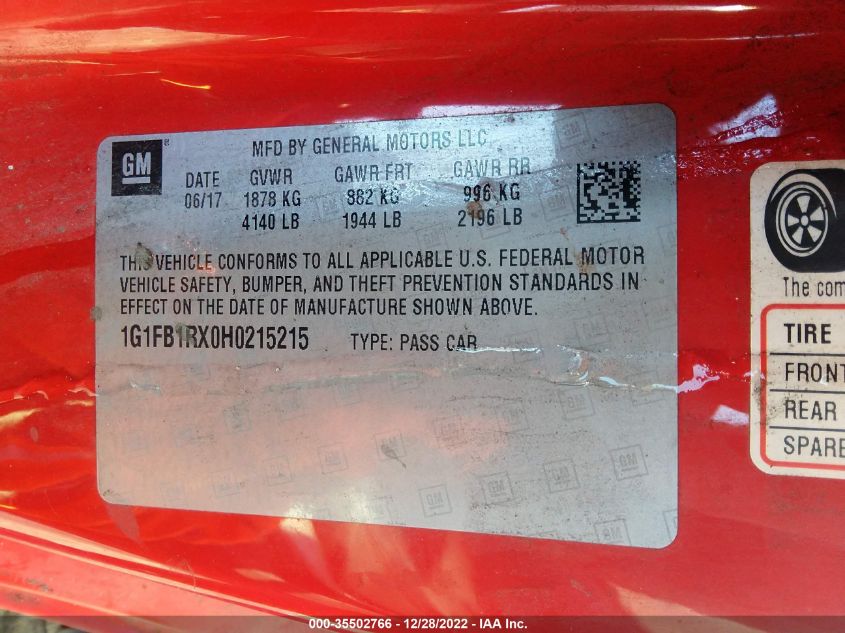 GM ®
MFD BY GENERAL MOTORS LLC
DATE GVWR GAWR FRT GAWR RR
06/17 1878 KG 882 KG 996 KG
4140 LB 1944 LB 2196 LB
THIS VEHICLE CONFORMS TO ALL APPLICABLE U.S. FEDERAL MOTOR
VEHICLE SAFETY, BUMPER, AND THEFT PREVENTION STANDARDS IN
EFFECT ON THE DATE OF MANUFACTURE SHOWN ABOVE.
1G1FB1RX0H0215215 TYPE: PASS CAR
The com
TIRE
FRONT
REAR
SPARE
000-35502766 - 12/28/2022 - IAA Inc.